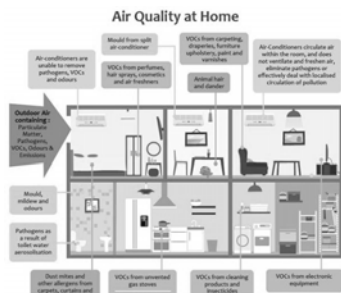 Air Quality at Home
Air-conditioners are
unable to remove
pathogens, VOCs
and odours
Mould from split
air-conditioner
VOCs from perfumes,
hair sprays, cosmetics
and air fresheners
VOCs from carpeting,
draperies, furniture
upholstery, paint and
varnishes
Animal hair
and dander
Air-Conditioners circulate air
within the room, and does
not ventilate and freshen air,
eliminate pathogens or
effectively deal with localised
circulation of pollution
Outdoor Air
containing :
Particulate
Matter,
Pathogens,
VOCs, Odours &
Emissions
Mould,
mildew and
odours
Pathogens as
a result of
toilet water
aerosolisation
Dust mites and
other allergens from
carpets, curtains and
VOCs from unvented
gas stoves
VOCs from cleaning
products and
insecticides
VOCs from electronic
equipment